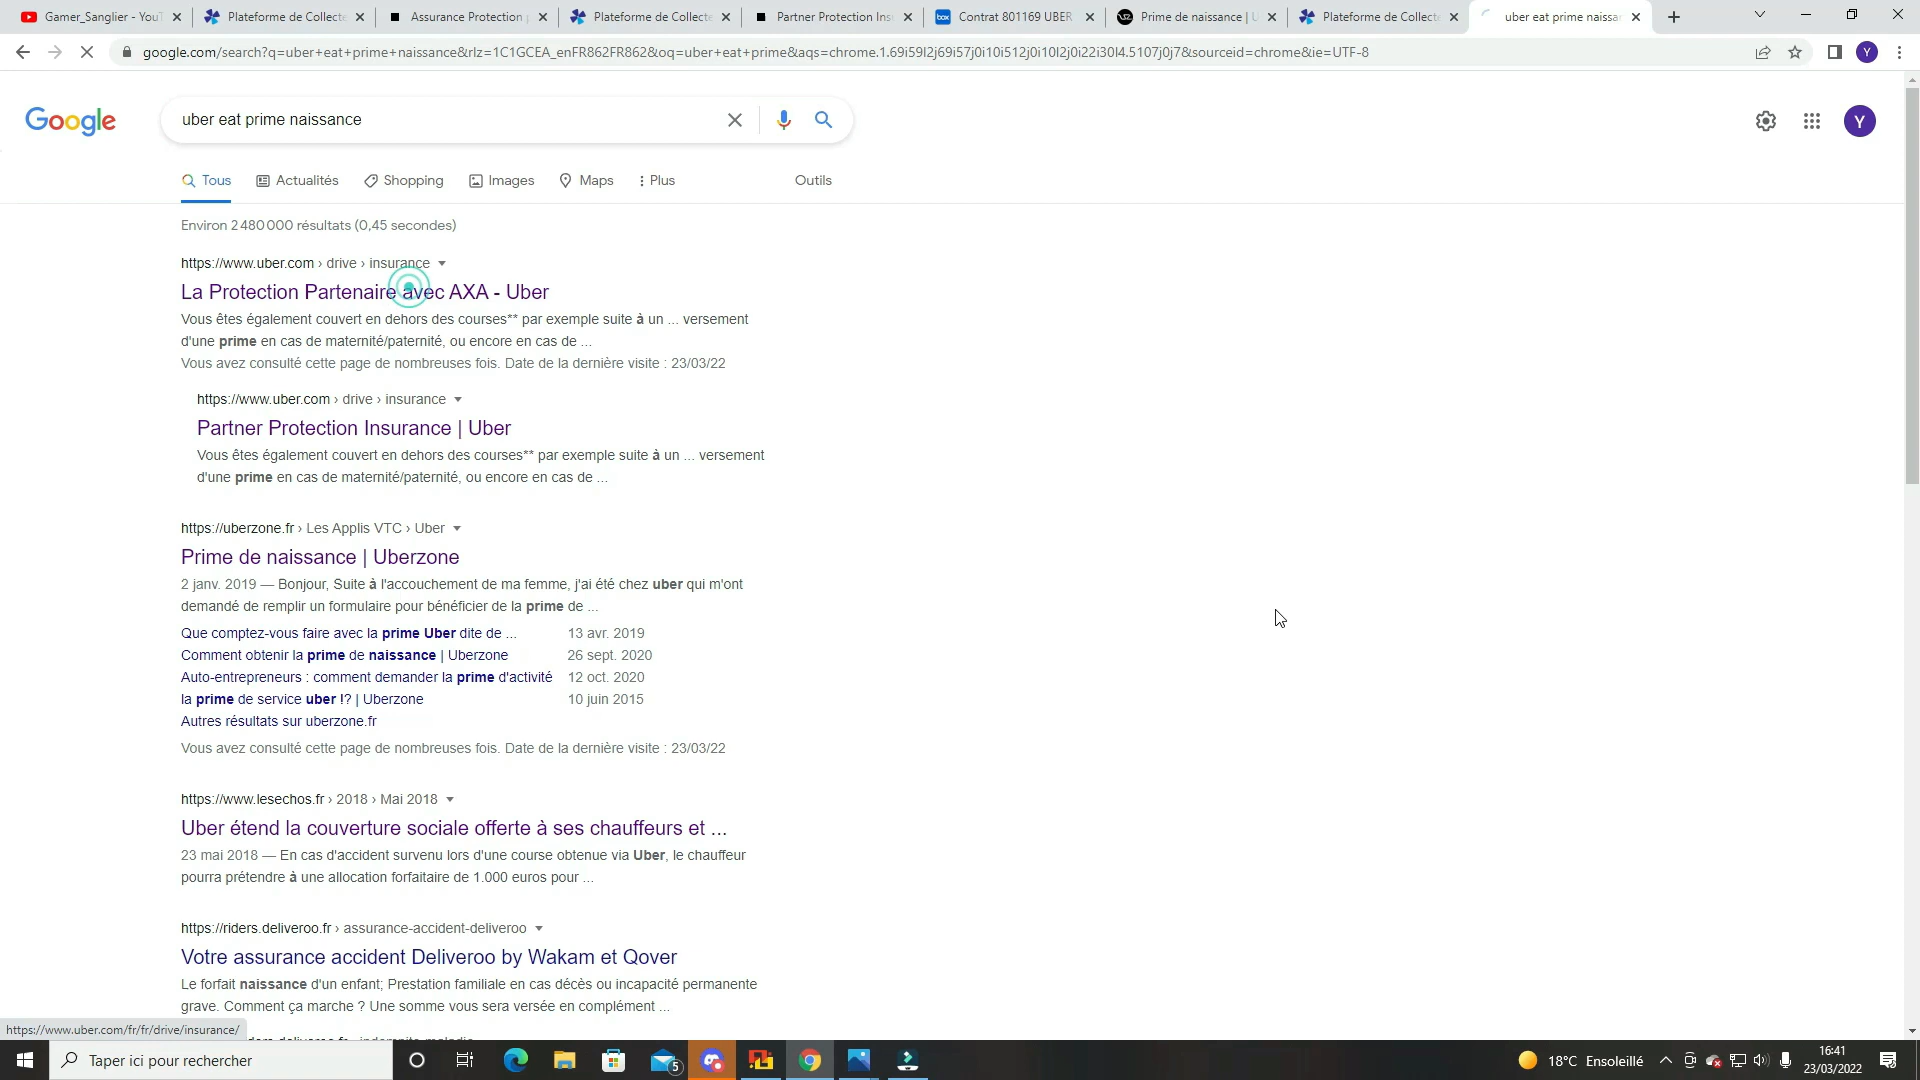 Gamer_Sanglier - YouT
Plateforme de Collecte
Assurance Protection p
Plateforme de Collecte
Partner Protection Ins
Contrat 801169 UBER
Prime de naissance | U
Plateforme de Collecte
uber eat prime naissan
google.com/search?q=uber+eat+prime+naissance&rlz=1C1GCEA_enFR862FR862&oq=uber+eat+prime&aqs=chrome.1.69i59l2j69i57j0i10i512j0i10l2j0i22i30l4.5107j0j7&sourceid=chrome&ie=UTF-8
Y
Google
uber eat prime naissance
Y
Tous
Actualités
Shopping
Images
Maps
Plus
Outils
Environ 2 480 000 résultats (0,45 secondes)
https://www.uber.com › drive › insurance
La Protection Partenaire avec AXA - Uber
Vous êtes également couvert en dehors des courses** par exemple suite à un ... versement
d'une prime en cas de maternité/paternité, ou encore en cas de ...
Vous avez consulté cette page de nombreuses fois. Date de la dernière visite : 23/03/22
https://www.uber.com › drive › insurance
Partner Protection Insurance | Uber
Vous êtes également couvert en dehors des courses** par exemple suite à un ... versement
d'une prime en cas de maternité/paternité, ou encore en cas de ...
https://uberzone.fr › Les Applis VTC › Uber
Prime de naissance | Uberzone
2 janv. 2019 — Bonjour, Suite à l'accouchement de ma femme, j'ai été chez uber qui m'ont
demandé de remplir un formulaire pour bénéficier de la prime de ...
Que comptez-vous faire avec la prime Uber dite de ... 13 avr. 2019
Comment obtenir la prime de naissance | Uberzone 26 sept. 2020
Auto-entrepreneurs : comment demander la prime d'activité 12 oct. 2020
la prime de service uber !? | Uberzone 10 juin 2015
Autres résultats sur uberzone.fr
Vous avez consulté cette page de nombreuses fois. Date de la dernière visite : 23/03/22
https://www.lesechos.fr › 2018 › Mai 2018
Uber étend la couverture sociale offerte à ses chauffeurs et ...
23 mai 2018 — En cas d'accident survenu lors d'une course obtenue via Uber, le chauffeur
pourra prétendre à une allocation forfaitaire de 1.000 euros pour ...
https://riders.deliveroo.fr › assurance-accident-deliveroo
Votre assurance accident Deliveroo by Wakam et Qover
Le forfait naissance d'un enfant; Prestation familiale en cas décès ou incapacité permanente
grave. Comment ça marche ? Une somme vous sera versée en complément ...
https://www.uber.com/fr/fr/drive/insurance/
Taper ici pour rechercher
5
18°C Ensoleillé
16:41
23/03/2022